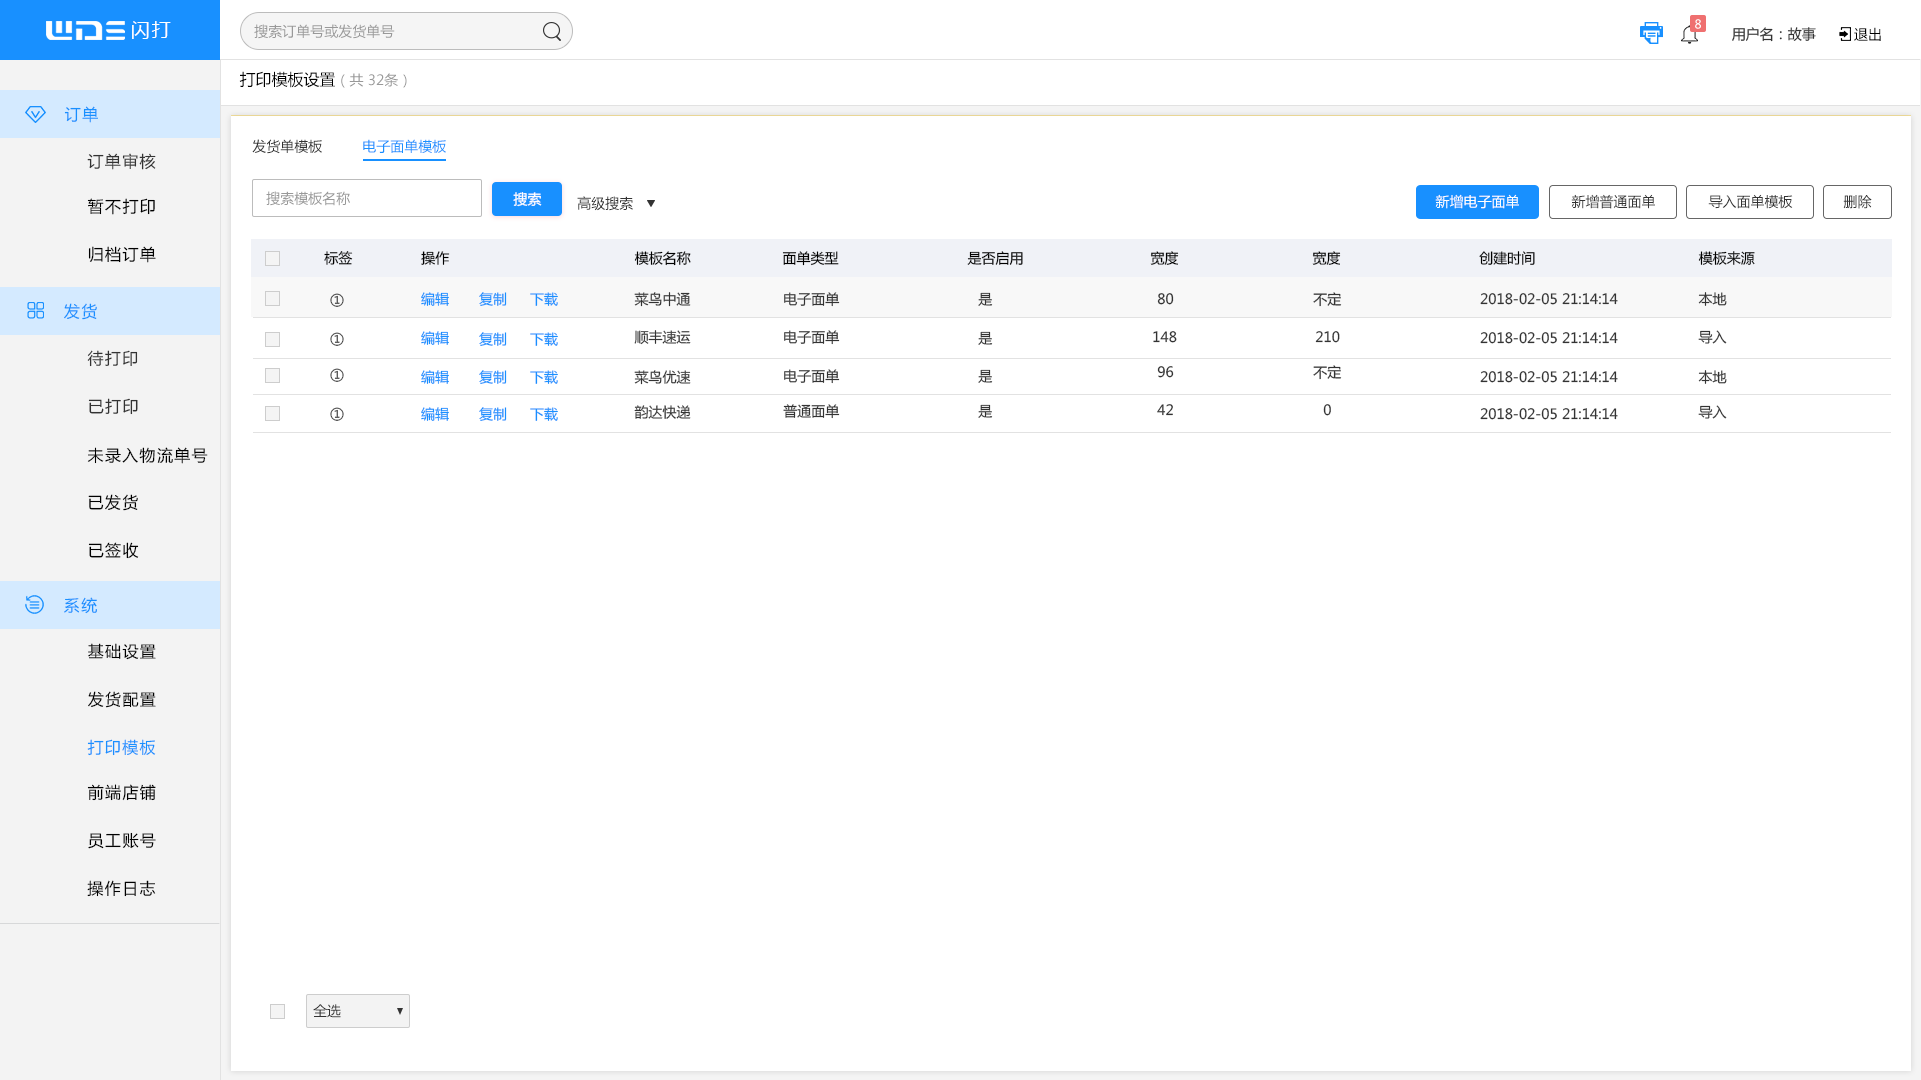 WDS闪打
搜索订单号或发货单号
8
用户名：故事
退出
打印模板设置 ( 共 32条 )
订单
订单审核
暂不打印
归档订单
发货
待打印
已打印
未录入物流单号
已发货
已签收
系统
基础设置
发货配置
打印模板
前端店铺
员工账号
操作日志
发货单模板 电子面单模板
搜索模板名称 搜索 高级搜索 ▼ 新增电子面单 新增普通面单 导入面单模板 删除
标签 操作 模板名称 面单类型 是否启用 宽度 宽度 创建时间 模板来源
① 编辑 复制 下载 菜鸟中通 电子面单 是 80 不定 2018-02-05 21:14:14 本地
① 编辑 复制 下载 顺丰速运 电子面单 是 148 210 2018-02-05 21:14:14 导入
① 编辑 复制 下载 菜鸟优速 电子面单 是 96 不定 2018-02-05 21:14:14 本地
① 编辑 复制 下载 韵达快递 普通面单 是 42 0 2018-02-05 21:14:14 导入
全选 ▼